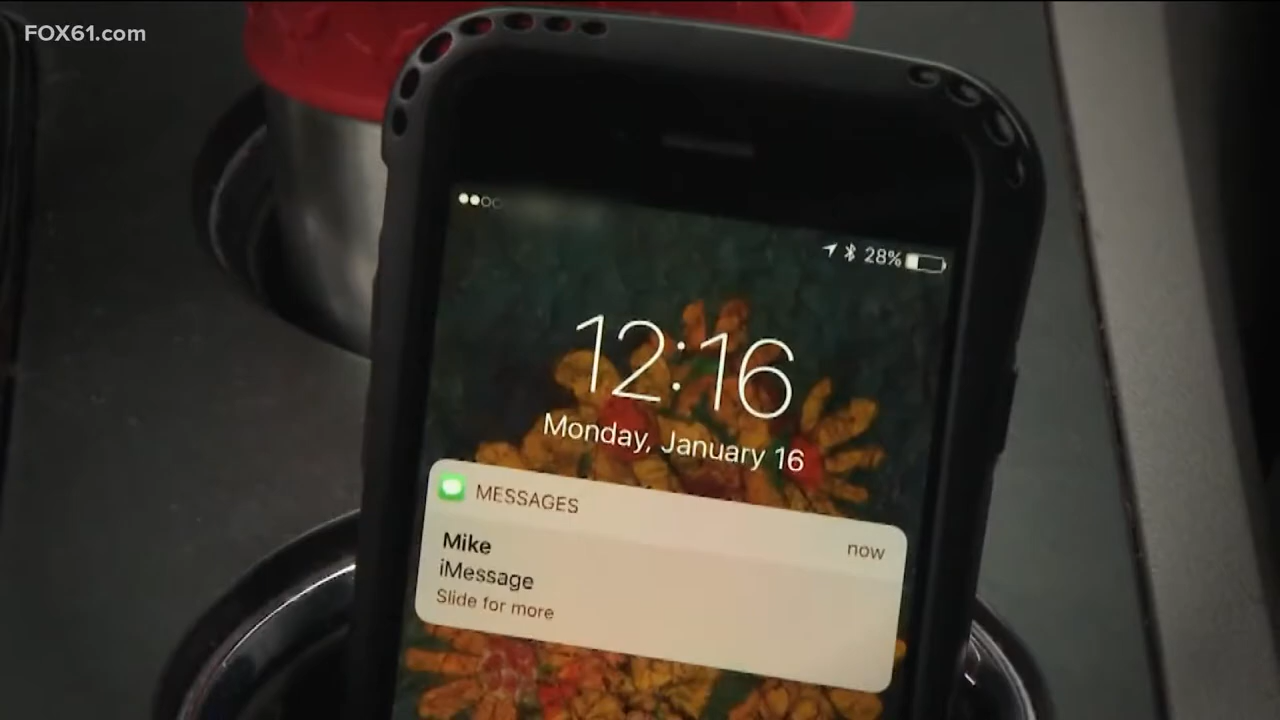 FOX61.com
28%
12:16
Monday, January 16
MESSAGES
now
Mike
iMessage
Slide for more